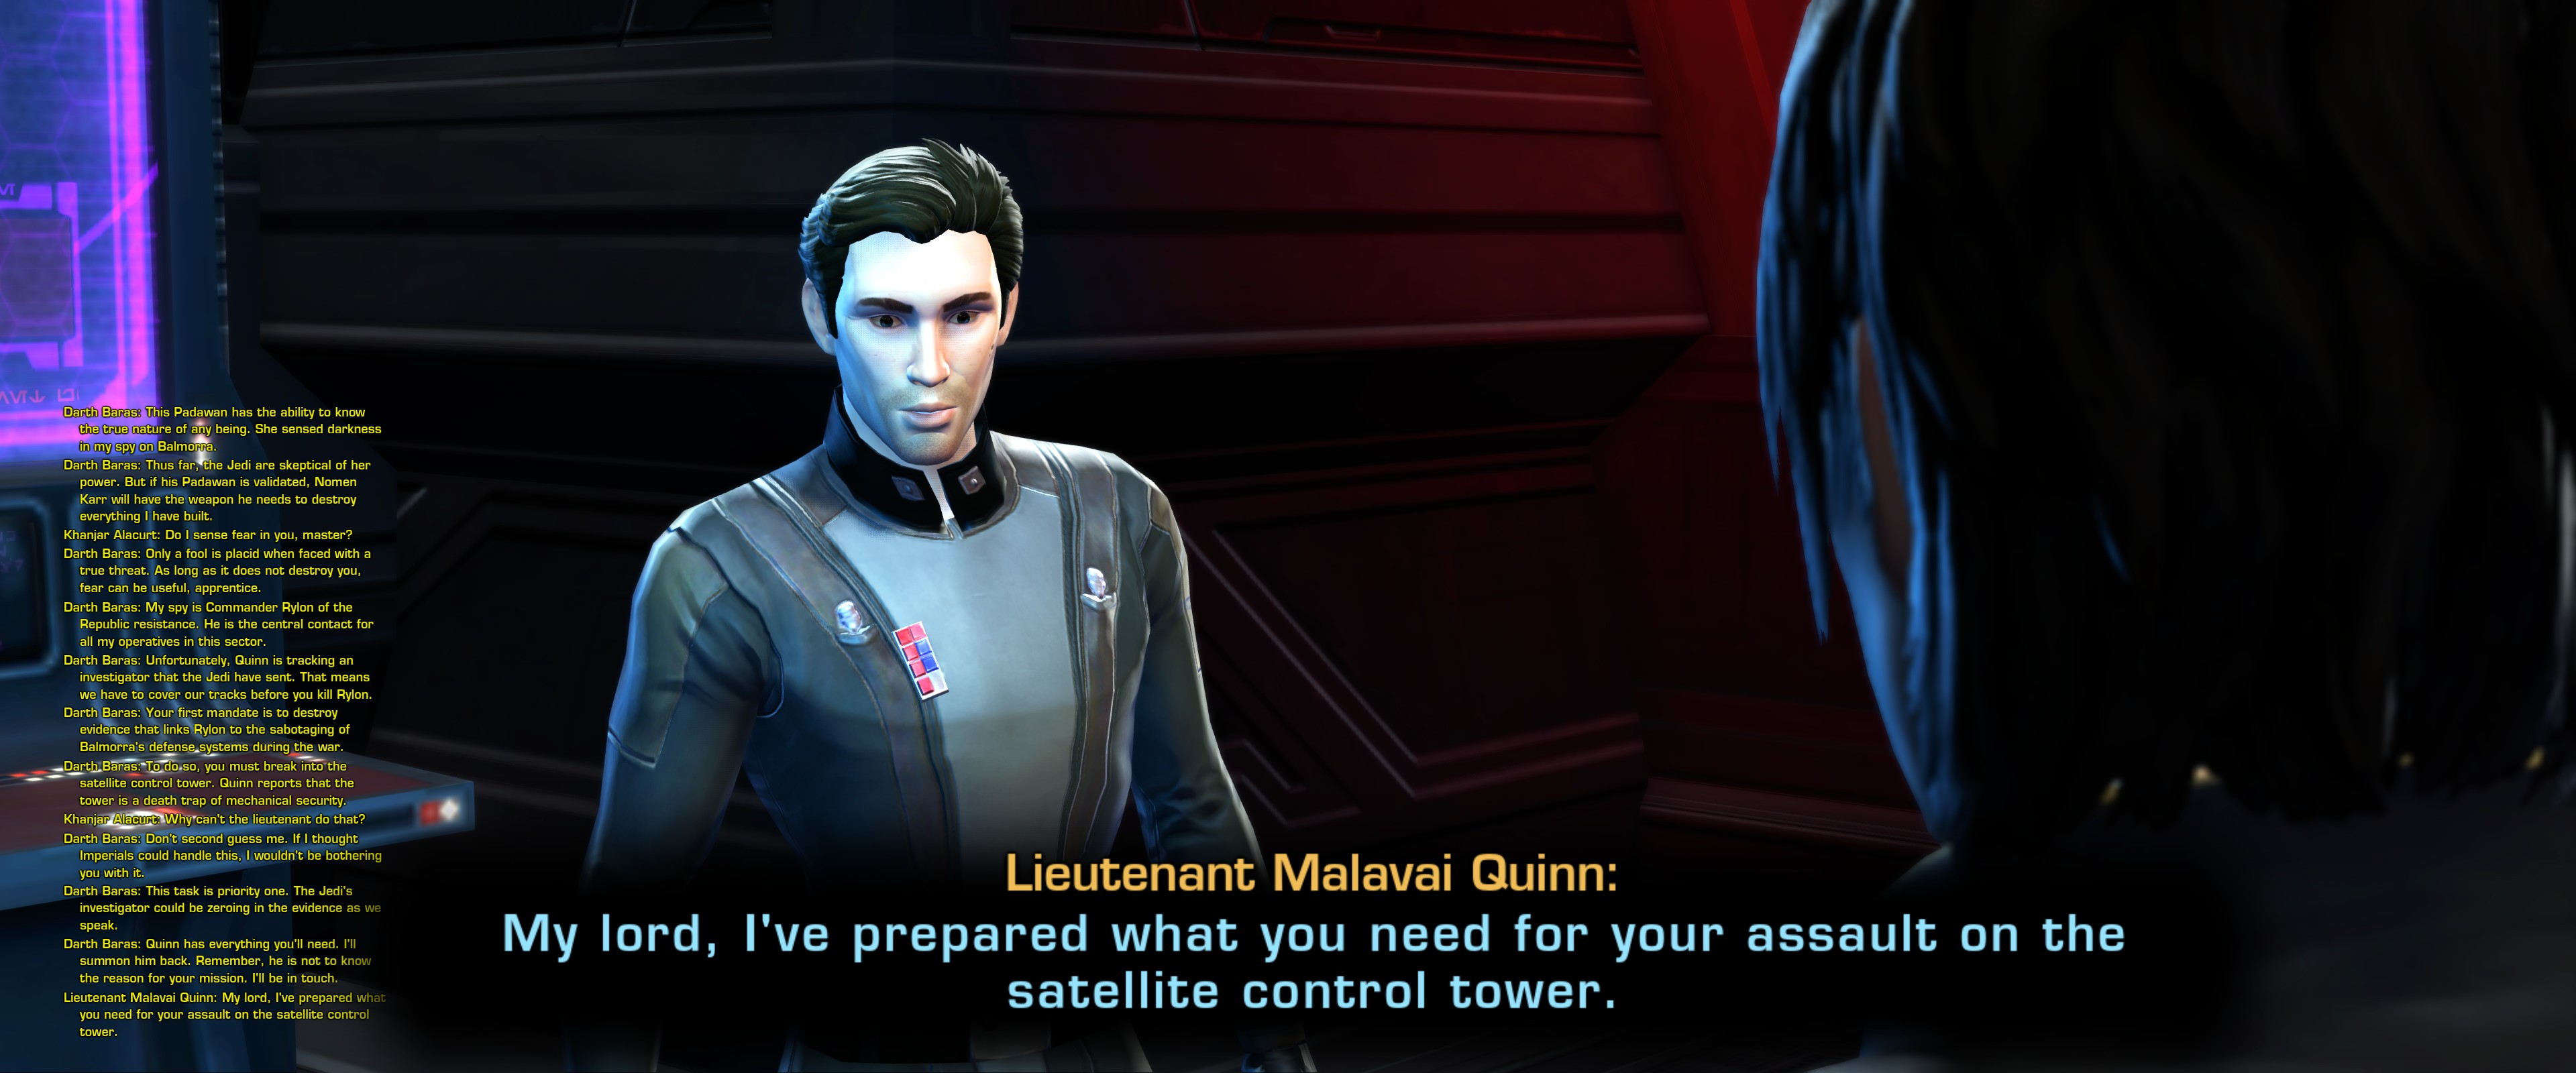 Darth Baras: This Padawan has the ability to know
the true nature of any being. She sensed darkness
in my spy on Balmorra.
Darth Baras: Thus far, the Jedi are skeptical of her
power. But if his Padawan is validated, Nomen
Karr will have the weapon he needs to destroy
everything I have built.
Khanjar Alacurt: Do I sense fear in you, master?
Darth Baras: Only a fool is placid when faced with a
true threat. As long as it does not destroy you,
fear can be useful, apprentice.
Darth Baras: My spy is Commander Rylon of the
Republic resistance. He is the central contact for
all my operatives in this sector.
Darth Baras: Unfortunately, Quinn is tracking an
investigator that the Jedi have sent. That means
we have to cover our tracks before you kill Rylon.
Darth Baras: Your first mandate is to destroy
evidence that links Rylon to the sabotaging of
Balmorra's defense systems during the war.
Darth Baras: To do so, you must break into the
satellite control tower. Quinn reports that the
tower is a death trap of mechanical security.
Khanjar Alacurt: Why can't the lieutenant do that?
Darth Baras: Don't second guess me. If I thought
Imperials could handle this, I wouldn't be bothering
you with it.
Darth Baras: This task is priority one. The Jedi's
investigator could be zeroing in the evidence as we
speak.
Darth Baras: Quinn has everything you'll need. I'll
summon him back. Remember, he is not to know
the reason for your mission. I'll be in touch.
Lieutenant Malavai Quinn: My lord, I've prepared what
you need for your assault on the satellite control
tower.
Lieutenant Malavai Quinn:
My lord, I've prepared what you need for your assault on the
satellite control tower.